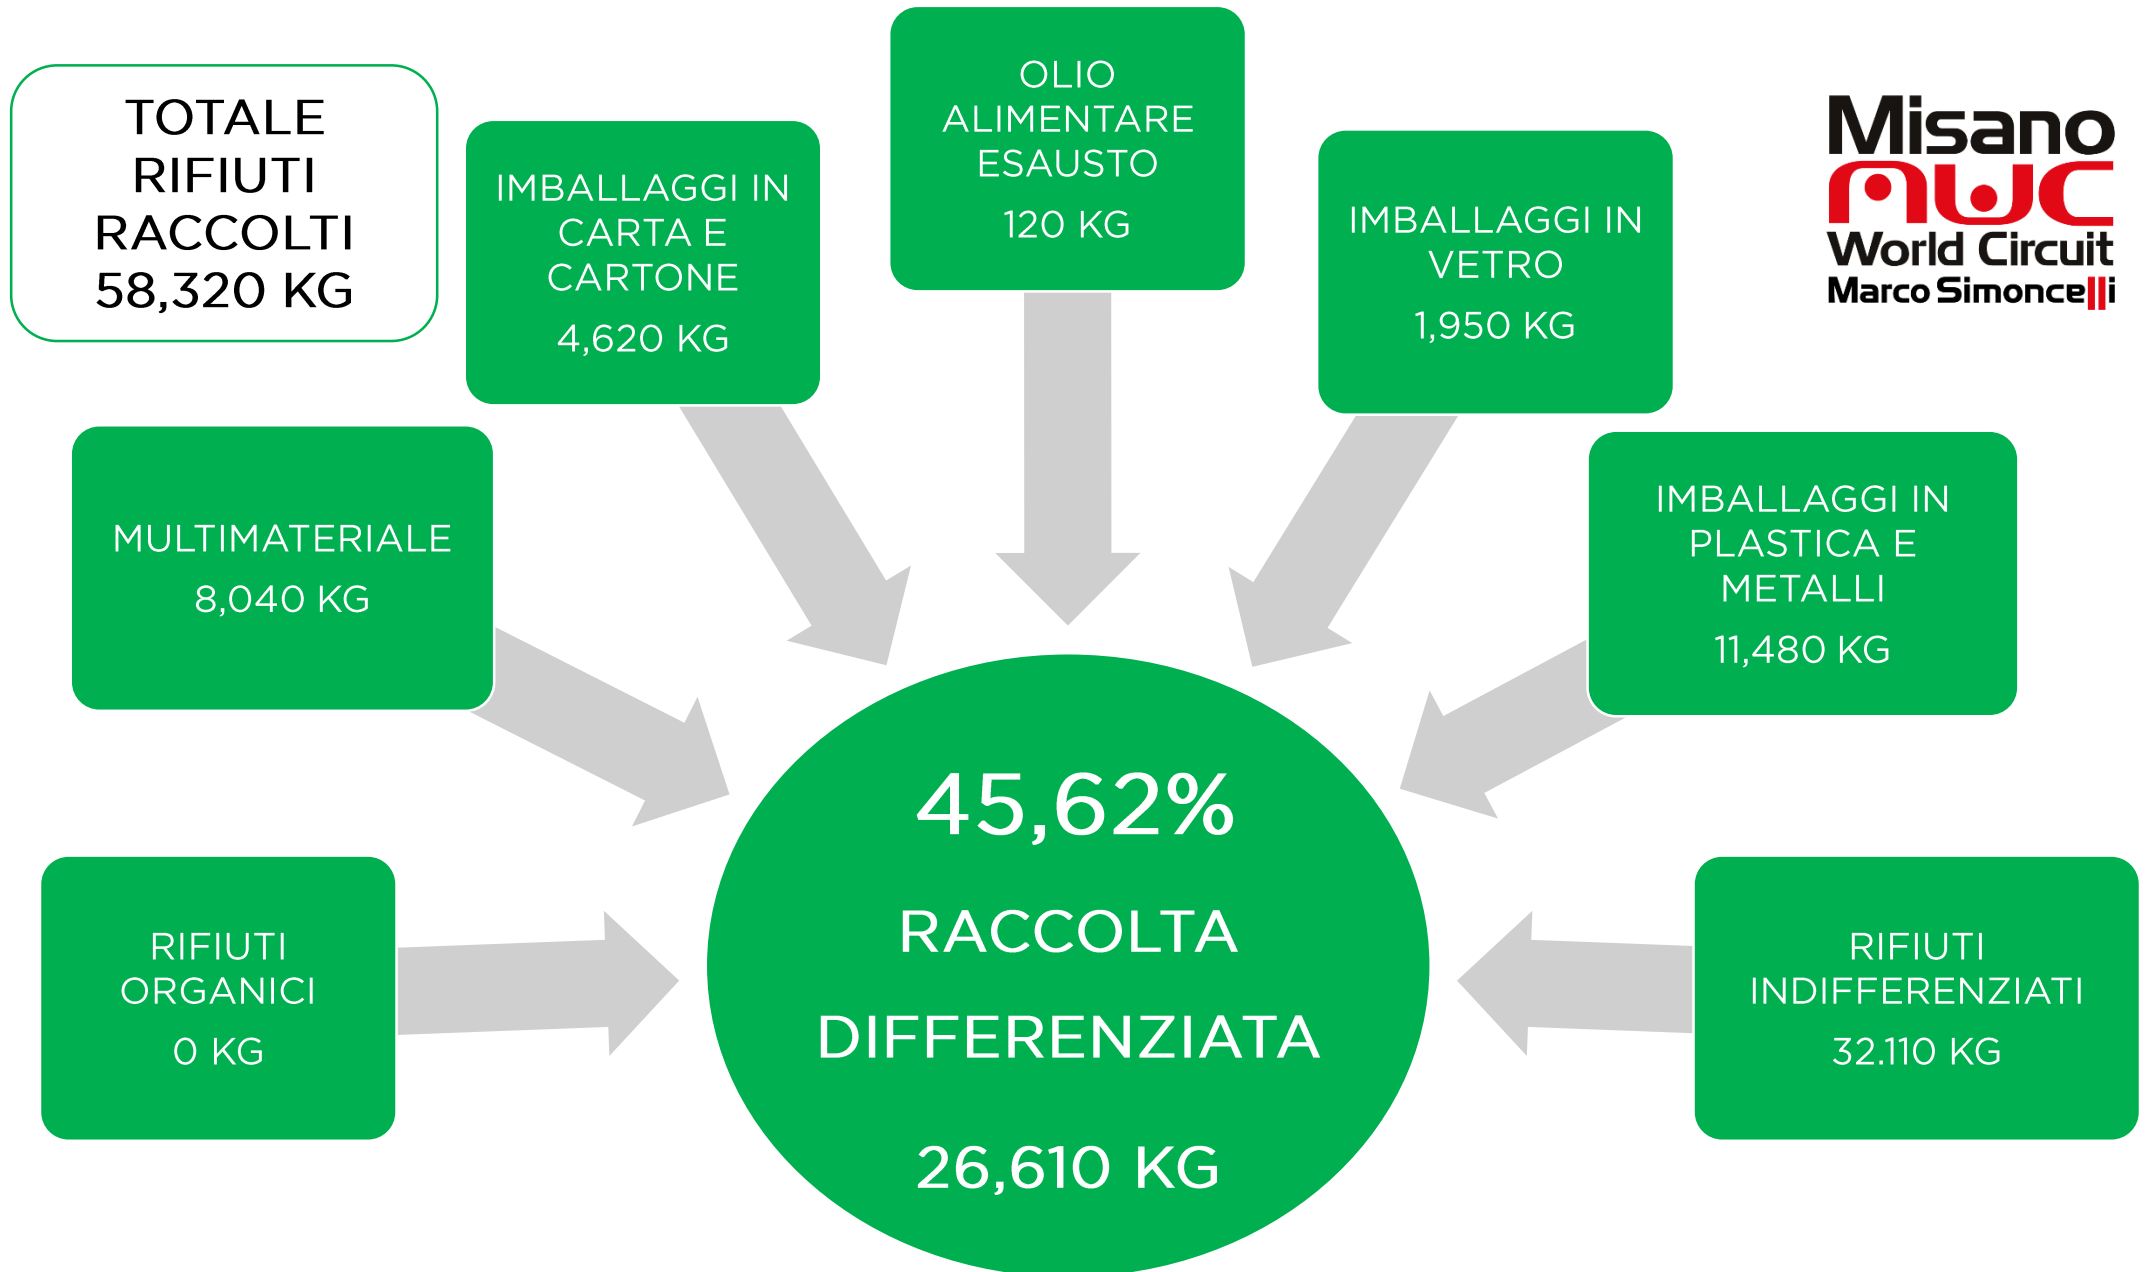 TOTALE
RIFIUTI
RACCOLTI
58,320 KG
IMBALLAGGI IN
CARTA E
CARTONE
4,620 KG
OLIO
ALIMENTARE
ESAUSTO
120 KG
IMBALLAGGI IN
VETRO
1,950 KG
Misano
MWC
World Circuit
Marco Simoncelli
MULTIMATERIALE
8,040 KG
IMBALLAGGI IN
PLASTICA E
METALLI
11,480 KG
RIFIUTI
ORGANICI
0 KG
45,62%
RACCOLTA
DIFFERENZIATA
26,610 KG
RIFIUTI
INDIFFERENZIATI
32.110 KG